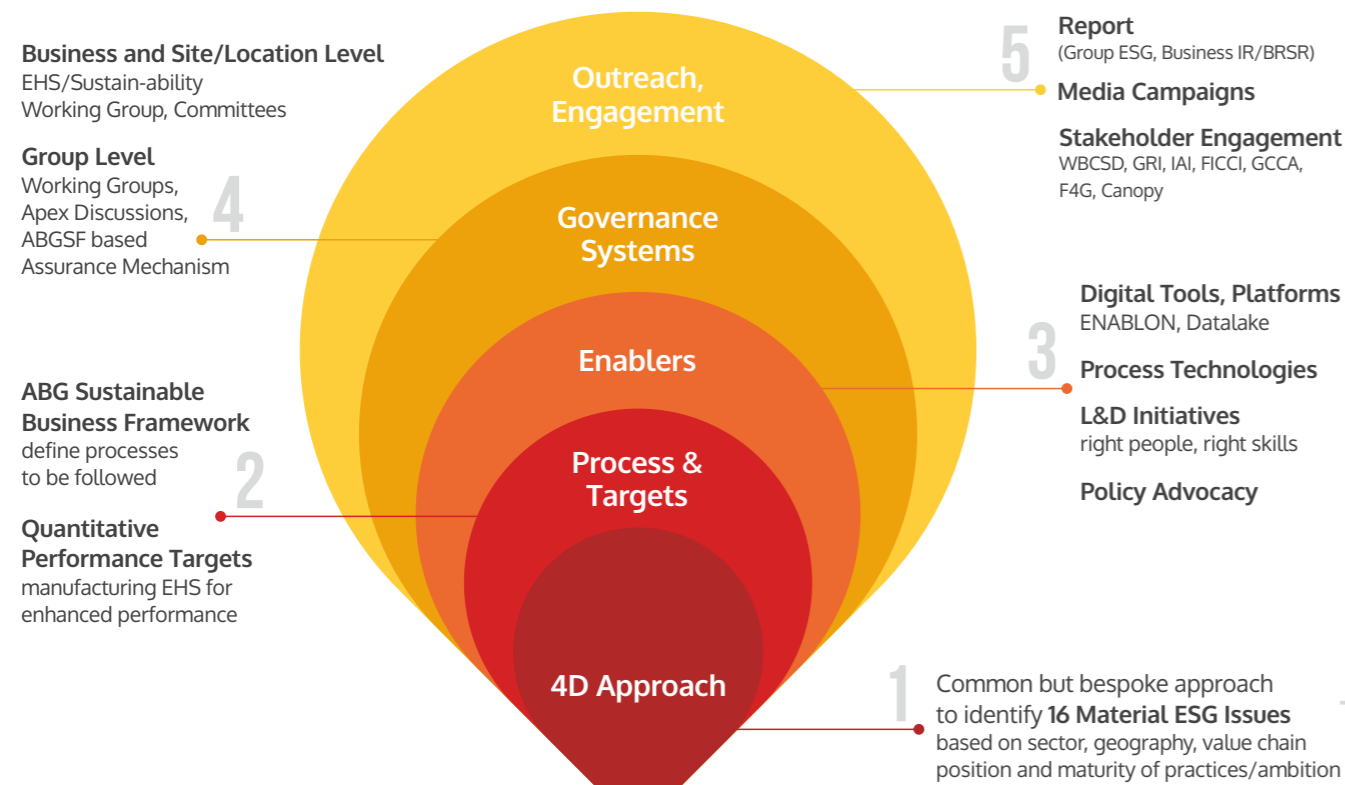 Business and Site/Location Level
EHS/Sustain-ability
Working Group, Committees
Group Level
Working Groups,
Apex Discussions,
ABGSF based
Assurance Mechanism
4
ABG Sustainable
Business Framework
define processes
to be followed
2
Quantitative
Performance Targets
manufacturing EHS for
enhanced performance
Outreach,
Engagement
Governance
Systems
Enablers
Process &
Targets
4D Approach
5
Report
(Group ESG, Business IR/BRSR)
Media Campaigns
Stakeholder Engagement
WBCSD, GRI, IAI, FICCI, GCCA,
F4G, Canopy
3
Digital Tools, Platforms
ENABLON, Datalake
Process Technologies
L&D Initiatives
right people, right skills
Policy Advocacy
1
Common but bespoke approach
to identify 16 Material ESG Issues
based on sector, geography, value chain
position and maturity of practices/ambition